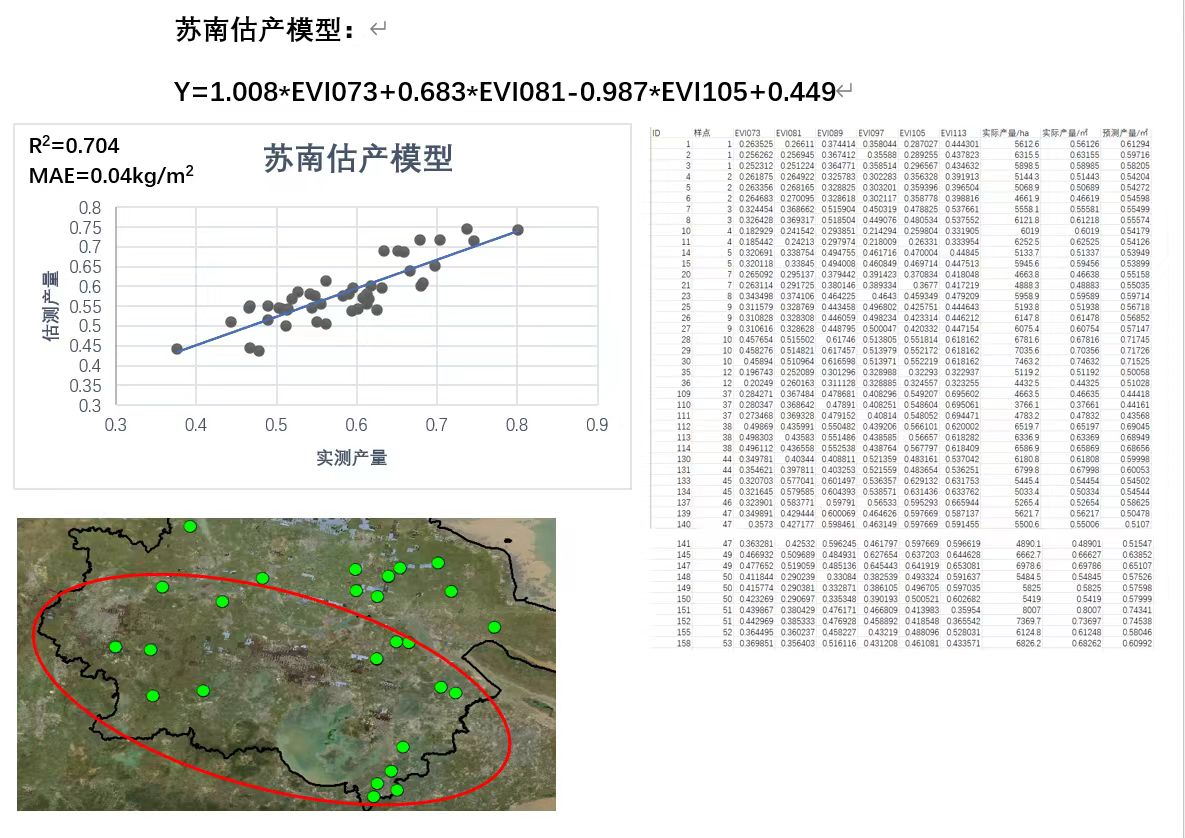 苏南估产模型：
Y=1.008*EVI073+0.683*EVI081-0.987*EVI105+0.449
R²=0.704
MAE=0.04kg/m²
苏南估产模型
0.8
0.75
0.7
0.65
0.6
0.55
0.5
0.45
0.4
0.35
0.3
估测产量
0.3 0.4 0.5 0.6 0.7 0.8 0.9
实测产量
ID 样点 EVI073 EVI081 EVI089 EVI097 EVI105 EVI113 实际产量/ha 实际产量/㎡ 预测产量/㎡
1 1 0.263525 0.26611 0.374414 0.358044 0.287027 0.444301 5612.6 0.56126 0.61294
2 1 0.256262 0.256945 0.367412 0.35588 0.289255 0.437823 6315.5 0.63155 0.59716
3 1 0.252312 0.251224 0.364771 0.358514 0.296567 0.434632 5898.5 0.58985 0.58205
4 2 0.261875 0.264922 0.325783 0.302283 0.356328 0.391913 5144.3 0.51443 0.54204
5 2 0.263356 0.268165 0.328825 0.303201 0.359396 0.396504 5068.9 0.50689 0.54272
6 2 0.264683 0.270095 0.328618 0.302117 0.358778 0.398816 4661.9 0.46619 0.54598
7 3 0.324454 0.368662 0.515904 0.450319 0.478825 0.537661 5558.1 0.55581 0.55499
8 3 0.326428 0.369317 0.518504 0.449076 0.480534 0.537552 6121.8 0.61218 0.55574
10 4 0.182929 0.241542 0.293851 0.214294 0.259804 0.331905 6019 0.6019 0.54179
11 4 0.185442 0.24213 0.297974 0.218009 0.26331 0.333954 6252.5 0.62525 0.54126
14 5 0.320691 0.338754 0.494755 0.461716 0.470004 0.44845 5133.7 0.51337 0.53949
15 5 0.320118 0.33845 0.494008 0.460849 0.469714 0.447513 5945.6 0.59456 0.53899
20 7 0.265092 0.295137 0.379442 0.391423 0.370834 0.418048 4663.8 0.46638 0.55158
21 7 0.263114 0.291725 0.380146 0.389334 0.3677 0.417219 4888.3 0.48883 0.55035
23 8 0.343498 0.374106 0.464225 0.4643 0.459349 0.479209 5958.9 0.59589 0.59714
25 9 0.311579 0.328769 0.443458 0.496802 0.425751 0.444643 5193.8 0.51938 0.56718
26 9 0.310828 0.328308 0.446059 0.498234 0.423314 0.446212 6147.8 0.61478 0.56852
27 9 0.310616 0.328628 0.448795 0.500047 0.420332 0.447154 6075.4 0.60754 0.57147
28 10 0.457654 0.515502 0.61746 0.513805 0.551814 0.618162 6781.6 0.67816 0.71745
29 10 0.458276 0.514821 0.617457 0.513979 0.552172 0.618162 7035.6 0.70356 0.71726
30 10 0.45894 0.510964 0.616598 0.513971 0.552219 0.618162 7463.2 0.74632 0.71525
35 12 0.196743 0.252089 0.301296 0.328988 0.32293 0.322937 5119.2 0.51192 0.50058
36 12 0.20249 0.260163 0.311128 0.328885 0.324557 0.323255 4432.5 0.44325 0.51028
109 37 0.284271 0.367484 0.478681 0.408296 0.549207 0.695602 4663.5 0.46635 0.44418
110 37 0.280347 0.368642 0.47891 0.408251 0.548604 0.695061 3766.1 0.37661 0.44161
111 37 0.273468 0.369328 0.479152 0.40814 0.548052 0.694471 4783.2 0.47832 0.43568
112 38 0.49869 0.435991 0.550482 0.439206 0.566101 0.620002 6519.7 0.65197 0.69045
113 38 0.498303 0.43583 0.551486 0.438585 0.56657 0.618282 6336.9 0.63369 0.68949
114 38 0.496112 0.436558 0.552538 0.438764 0.567797 0.618409 6586.9 0.65869 0.68656
130 44 0.349781 0.40344 0.408811 0.521359 0.483161 0.537042 6180.8 0.61808 0.59998
131 44 0.354621 0.397811 0.403253 0.521559 0.483654 0.536251 6799.8 0.67998 0.60053
133 45 0.320703 0.577041 0.601497 0.536357 0.629132 0.631753 5445.4 0.54454 0.54502
134 45 0.321645 0.579585 0.604393 0.538571 0.631436 0.633762 5033.4 0.50334 0.54544
137 46 0.323901 0.583771 0.59791 0.56533 0.595293 0.665944 5265.4 0.52654 0.58625
139 47 0.349891 0.429444 0.600069 0.464626 0.597669 0.587137 5621.7 0.56217 0.50478
140 47 0.3573 0.427177 0.598461 0.463149 0.597669 0.591455 5500.6 0.55006 0.5107
141 47 0.363281 0.42532 0.596245 0.461797 0.597669 0.596619 4890.1 0.48901 0.51547
145 49 0.466932 0.509689 0.484931 0.627654 0.637203 0.644628 6662.7 0.66627 0.63852
147 49 0.477652 0.519059 0.485136 0.645443 0.641919 0.653081 6978.6 0.69786 0.65107
148 50 0.411844 0.290239 0.33084 0.382539 0.493324 0.591637 5484.5 0.54845 0.57526
149 50 0.415774 0.290381 0.332871 0.386105 0.496705 0.597035 5825 0.5825 0.57598
150 50 0.423269 0.290697 0.335348 0.390193 0.500521 0.602682 5419 0.5419 0.57999
151 51 0.439867 0.380429 0.476171 0.466809 0.413983 0.35954 8007 0.8007 0.74341
152 51 0.442969 0.385333 0.476928 0.458892 0.418548 0.365542 7369.7 0.73697 0.74538
155 52 0.364495 0.360237 0.458227 0.43219 0.488096 0.528031 6124.8 0.61248 0.58046
158 53 0.369851 0.356403 0.516116 0.431208 0.461081 0.433571 6826.2 0.68262 0.60992